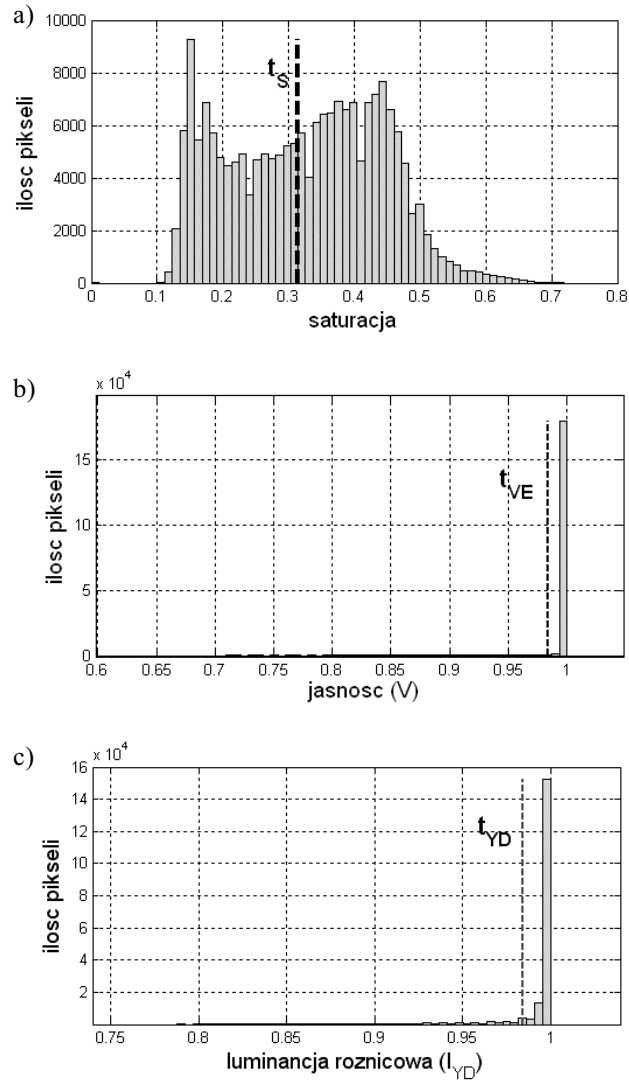 a)
10000
8000
6000
4000
2000
0
ilosc pikseli
t_S
0 0.1 0.2 0.3 0.4 0.5 0.6 0.7 0.8
saturacja
b)
x 10^4
15
10
5
0
ilosc pikseli
t_VE
0.6 0.65 0.7 0.75 0.8 0.85 0.9 0.95 1
jasnosc (V)
c)
x 10^4
16
14
12
10
8
6
4
2
ilosc pikseli
t_YD
0.75 0.8 0.85 0.9 0.95 1
luminancja roznicowa (I_YD)